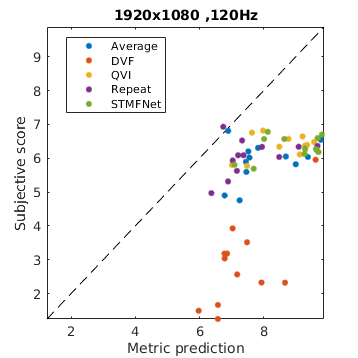 1920x1080 ,120Hz
Average
DVF
QVI
Repeat
STMFNet
Subjective score
9
8
7
6
5
4
3
2
2
4
6
8
Metric prediction